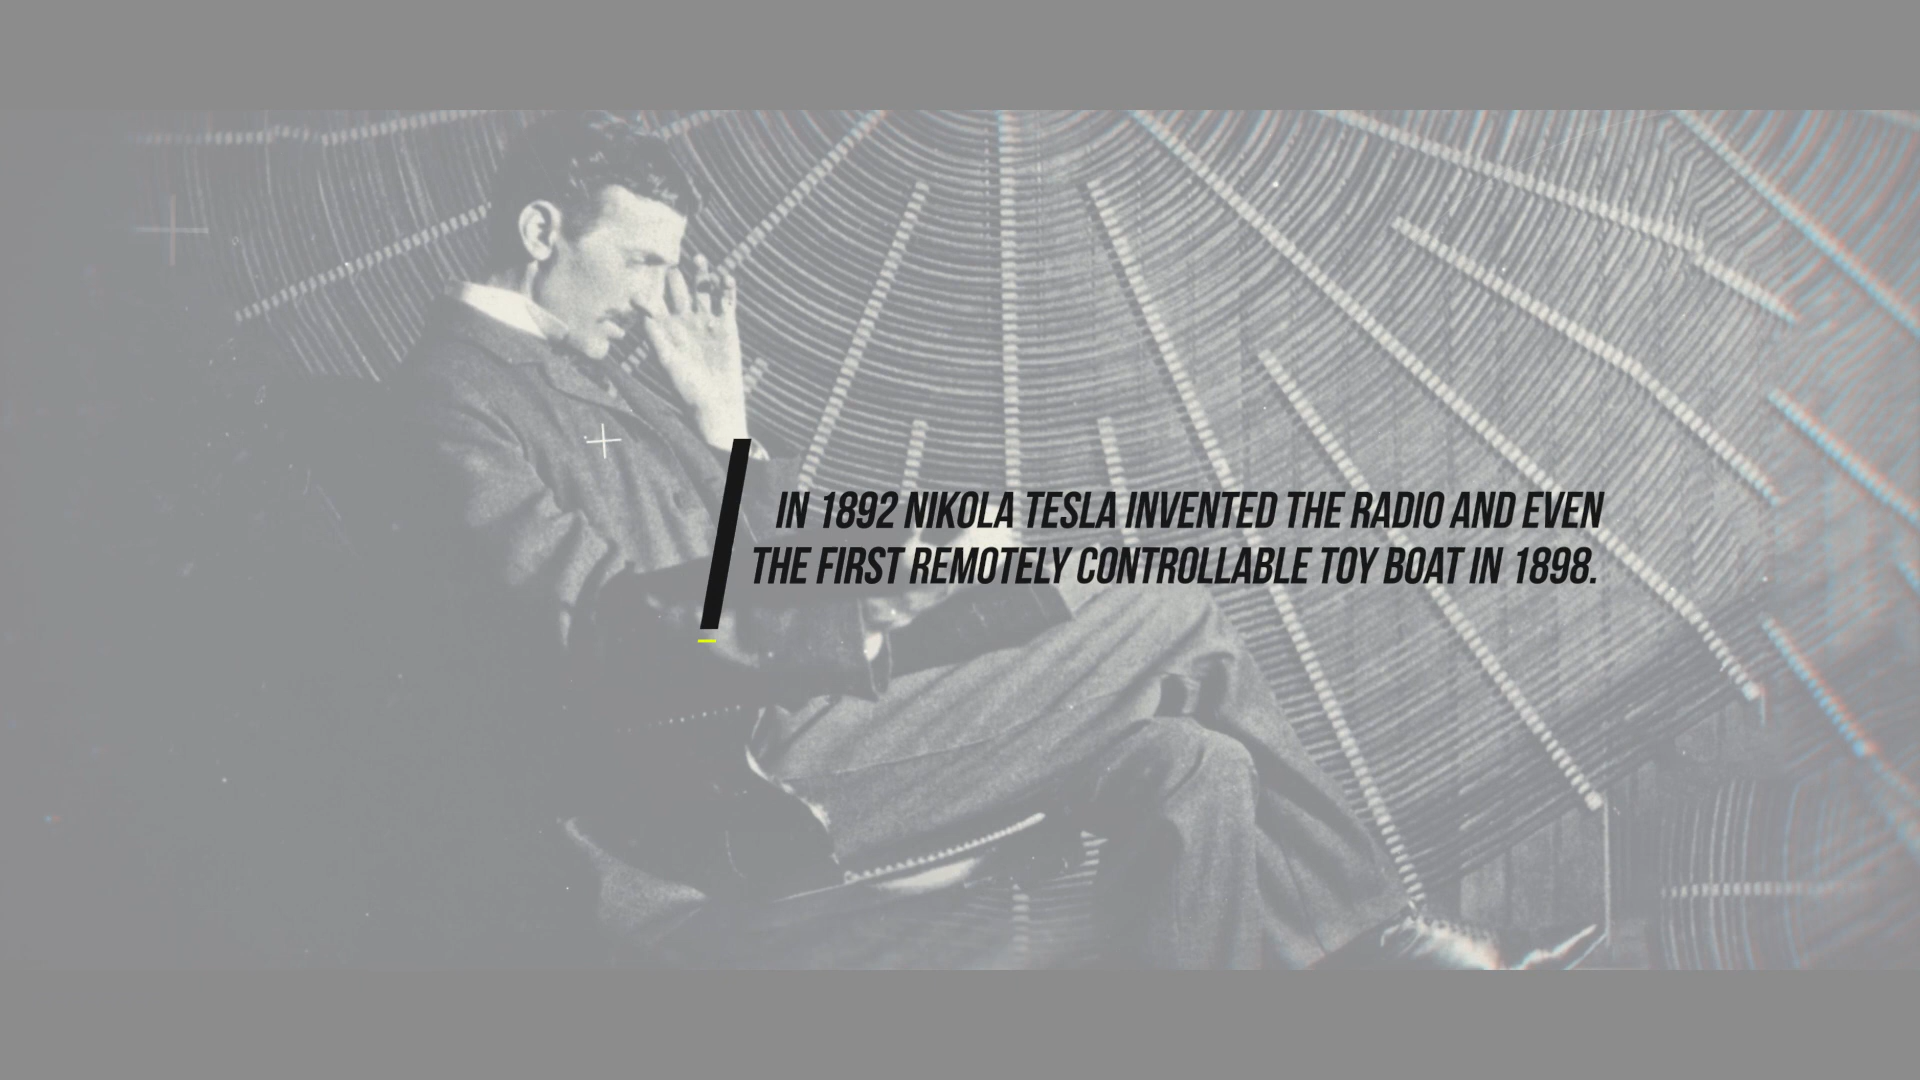 IN 1892 NIKOLA TESLA INVENTED THE RADIO AND EVEN
THE FIRST REMOTELY CONTROLLABLE TOY BOAT IN 1898.